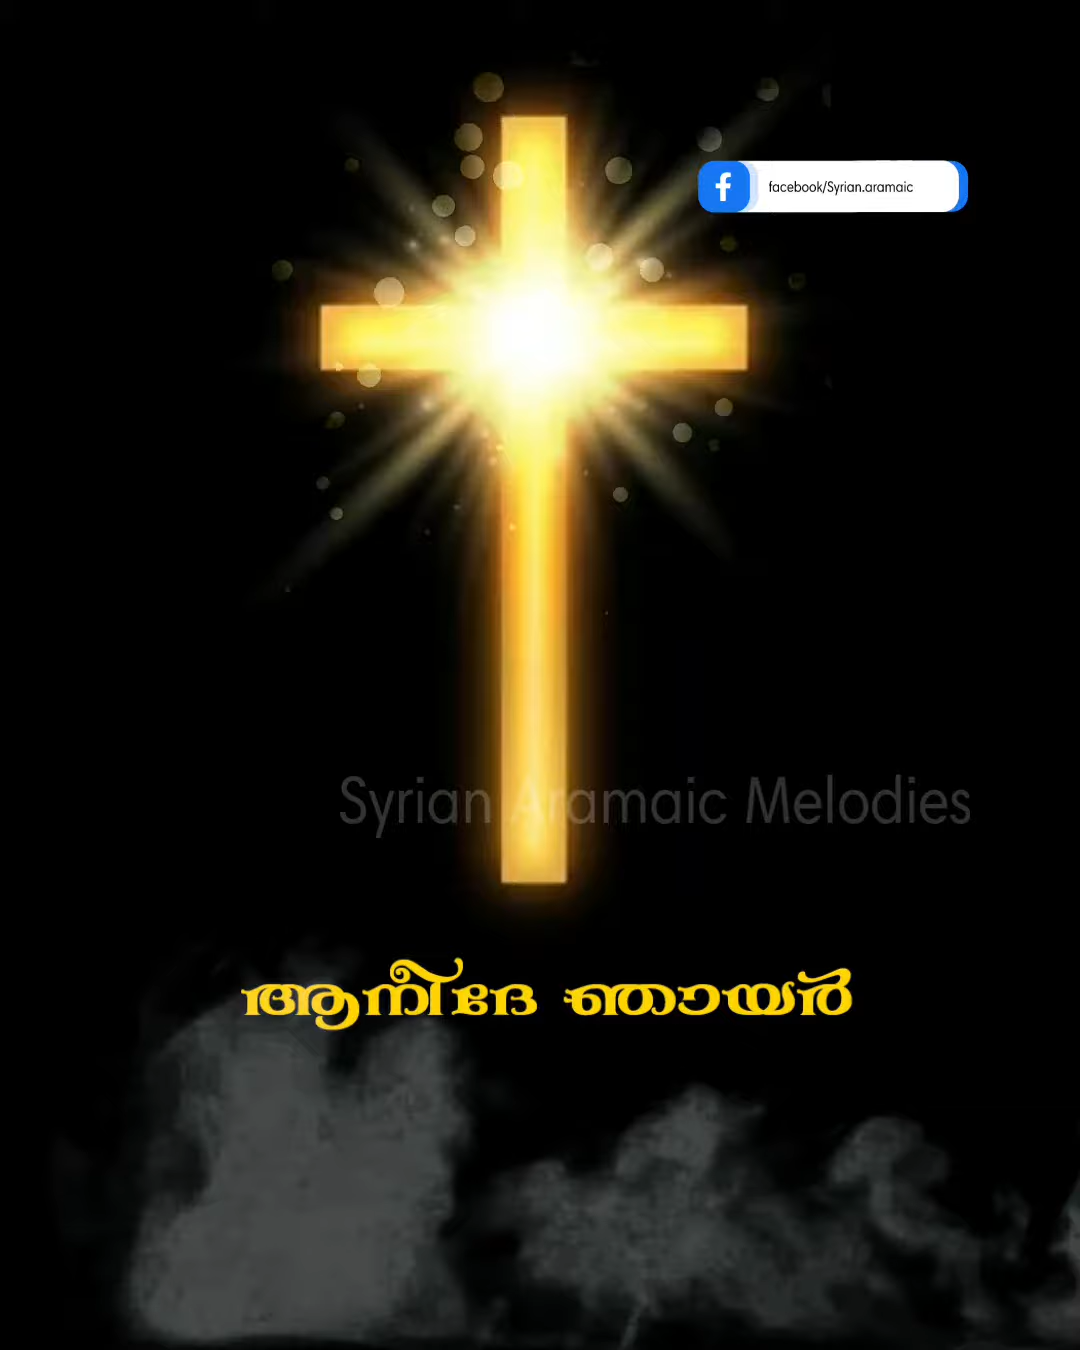 facebook/Syrian.aramaic
Syrian Aramaic Melodies
ആനീദേ ഞായർ